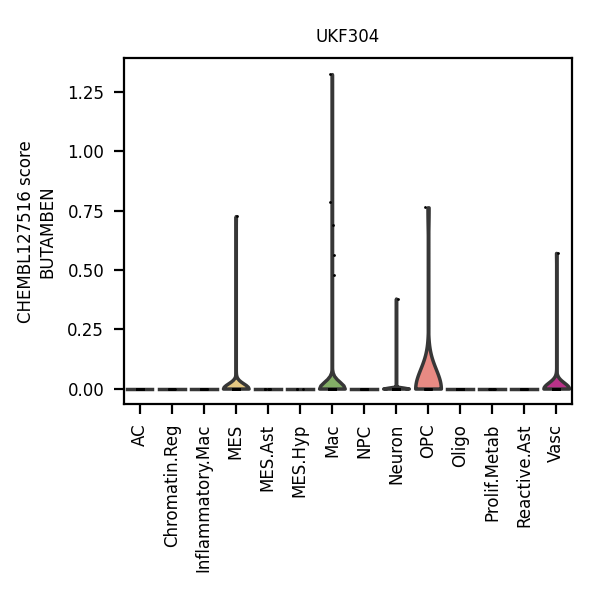 UKF304
CHEMBL127516 score
BUTAMBEN
1.25
1.00
0.75
0.50
0.25
0.00
AC
Chromatin.Reg
Inflammatory.Mac
MES
MES.Ast
MES.Hyp
Mac
NPC
Neuron
OPC
Oligo
Prolif.Metab
Reactive.Ast
Vasc